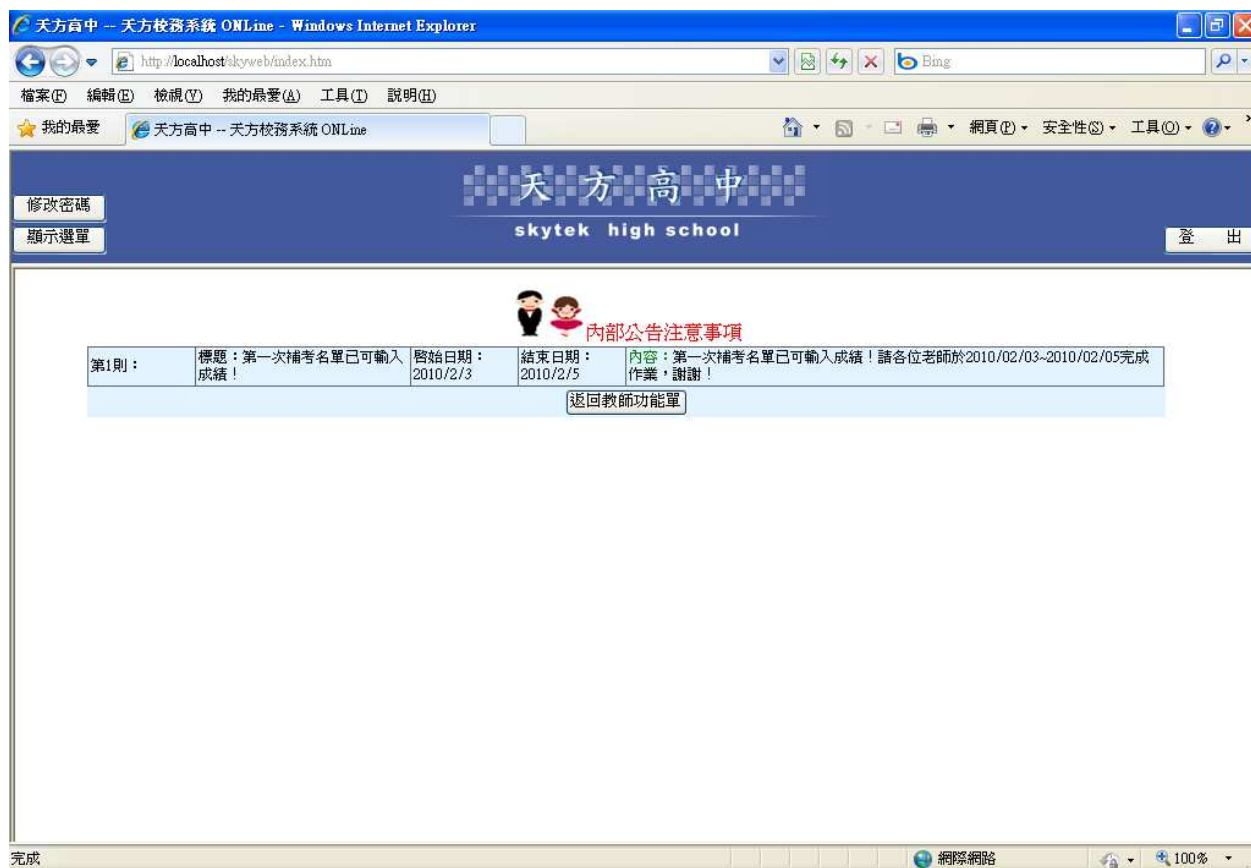 天方高中 -- 天方校務系統 ONLine - Windows Internet Explorer
http://localhost/skyweb/index.htm
Bing
檔案(F) 編輯(E) 檢視(V) 我的最愛(A) 工具(T) 說明(H)
我的最愛 天方高中 -- 天方校務系統 ONLine 網頁(P) 安全性(S) 工具(O)
天方高中
修改密碼
skytek high school
顯示選單
登 出
內部公告注意事項
第1則: 標題:第一次補考名單已可輸入 啓始日期: 結束日期: 內容:第一次補考名單已可輸入成績!請各位老師於2010/02/03~2010/02/05完成
成績! 2010/2/3 2010/2/5 作業,謝謝!
返回教師功能單
完成 網際網路 100%